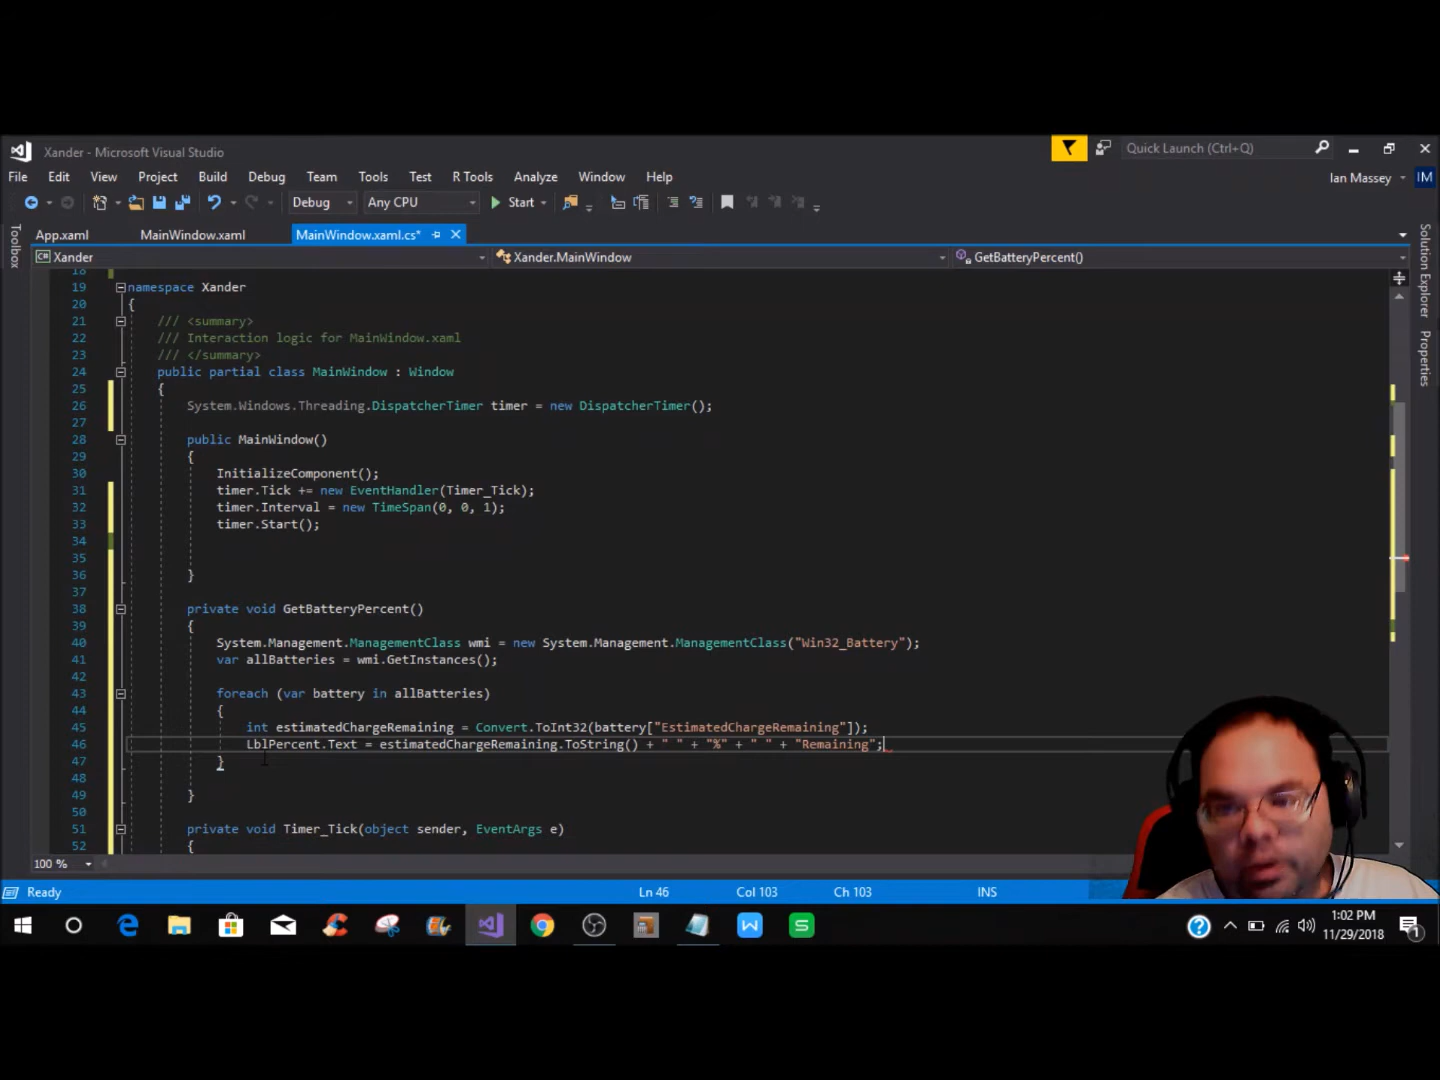 Xander - Microsoft Visual Studio
Quick Launch (Ctrl+Q)
File Edit View Project Build Debug Team Tools Test R Tools Analyze Window Help
Ian Massey IM
Debug Any CPU Start
App.xaml MainWindow.xaml MainWindow.xaml.cs*
Toolbox
Solution Explorer
Properties
C# Xander Xander.MainWindow GetBatteryPercent()
18
19 namespace Xander
20 {
21 /// <summary>
22 /// Interaction logic for MainWindow.xaml
23 /// </summary>
24 public partial class MainWindow : Window
25 {
26 System.Windows.Threading.DispatcherTimer timer = new DispatcherTimer();
27
28 public MainWindow()
29 {
30 InitializeComponent();
31 timer.Tick += new EventHandler(Timer_Tick);
32 timer.Interval = new TimeSpan(0, 0, 1);
33 timer.Start();
34
35
36 }
37
38 private void GetBatteryPercent()
39 {
40 System.Management.ManagementClass wmi = new System.Management.ManagementClass("Win32_Battery");
41 var allBatteries = wmi.GetInstances();
42
43 foreach (var battery in allBatteries)
44 {
45 int estimatedChargeRemaining = Convert.ToInt32(battery["EstimatedChargeRemaining"]);
46 LblPercent.Text = estimatedChargeRemaining.ToString() + " " + "%" + " " + "Remaining";
47 }
48
49 }
50
51 private void Timer_Tick(object sender, EventArgs e)
52 {
100 %
Ready Ln 46 Col 103 Ch 103 INS
1:02 PM
11/29/2018
1